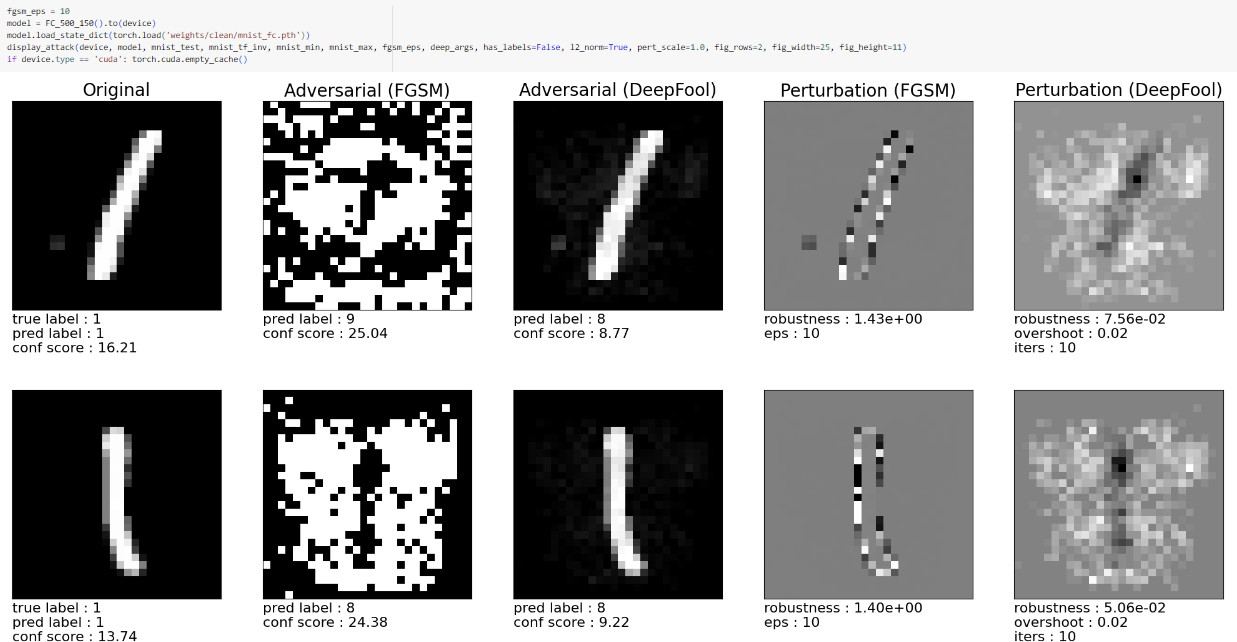 fgsm_eps = 10
model = FC_500_150().to(device)
model.load_state_dict(torch.load('weights/clean/mnist_fc.pth'))
display_attack(device, model, mnist_test, mnist_tf_inv, mnist_min, mnist_max, fgsm_eps, deep_args, has_labels=False, l2_norm=True, pert_scale=1.0, fig_rows=2, fig_width=25, fig_height=11)
if device.type == 'cuda': torch.cuda.empty_cache()
Original
Adversarial (FGSM)
Adversarial (DeepFool)
Perturbation (FGSM)
Perturbation (DeepFool)
true label : 1
pred label : 1
conf score : 16.21
pred label : 9
conf score : 25.04
pred label : 8
conf score : 8.77
robustness : 1.43e+00
eps : 10
robustness : 7.56e-02
overshoot : 0.02
iters : 10
true label : 1
pred label : 1
conf score : 13.74
pred label : 8
conf score : 24.38
pred label : 8
conf score : 9.22
robustness : 1.40e+00
eps : 10
robustness : 5.06e-02
overshoot : 0.02
iters : 10